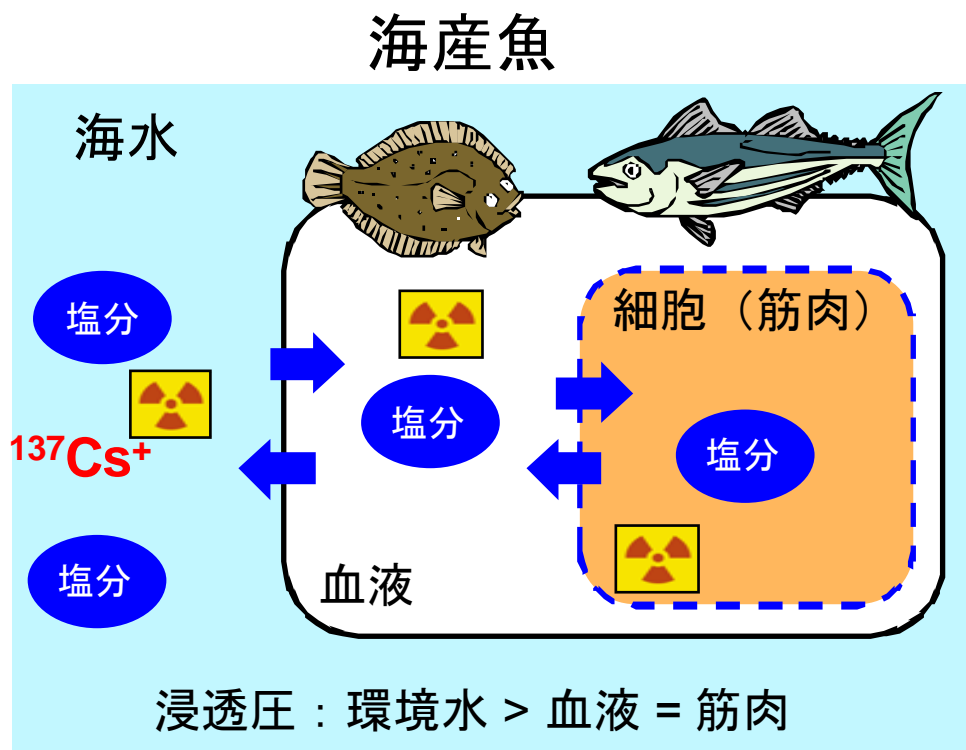 海産魚
海水
細胞（筋肉）
塩分
塩分
塩分
137Cs+
塩分
血液
浸透圧：環境水 > 血液 = 筋肉